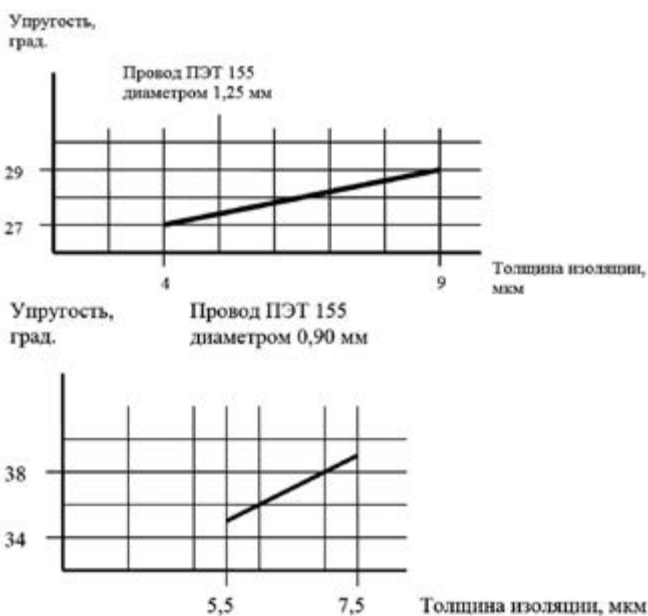 Упругость,
град.
Провод ПЭТ 155
диаметром 1,25 мм
29
27
4
9
Толщина изоляции,
мкм
Упругость,
град.
Провод ПЭТ 155
диаметром 0,90 мм
38
34
5,5
7,5
Толщина изоляции, мкм